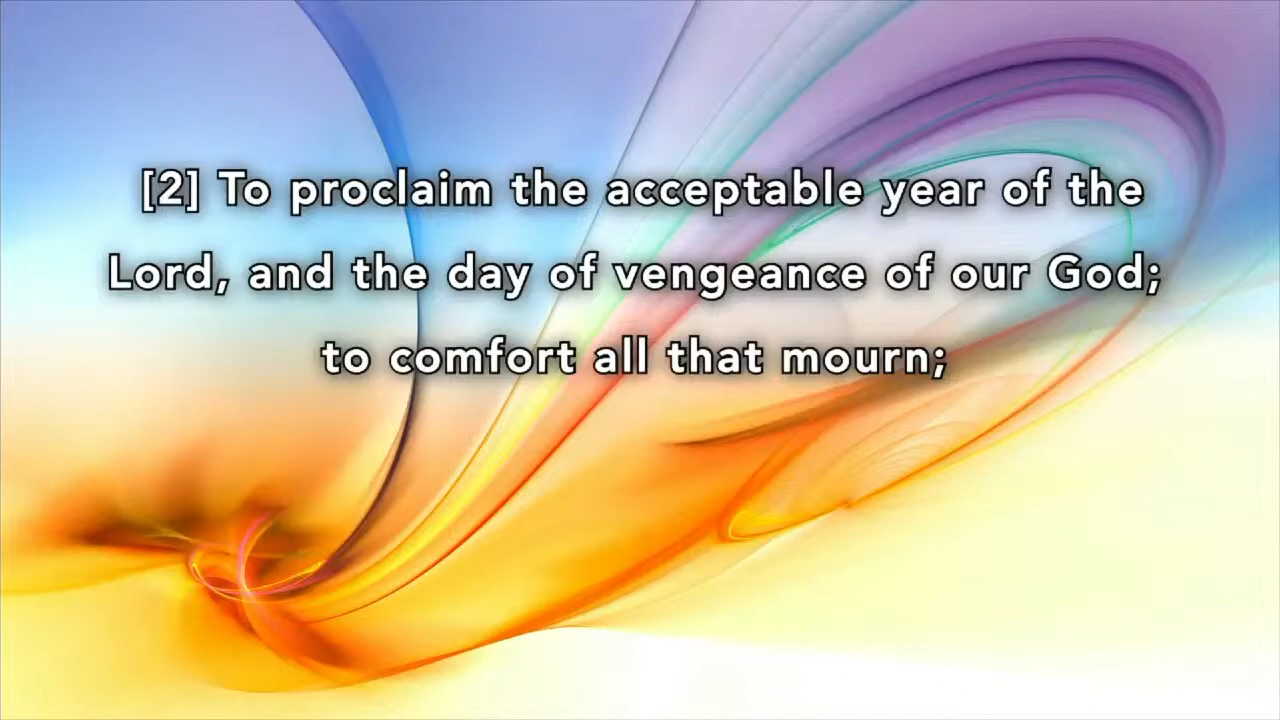 [2] To proclaim the acceptable year of the
Lord, and the day of vengeance of our God;
to comfort all that mourn;